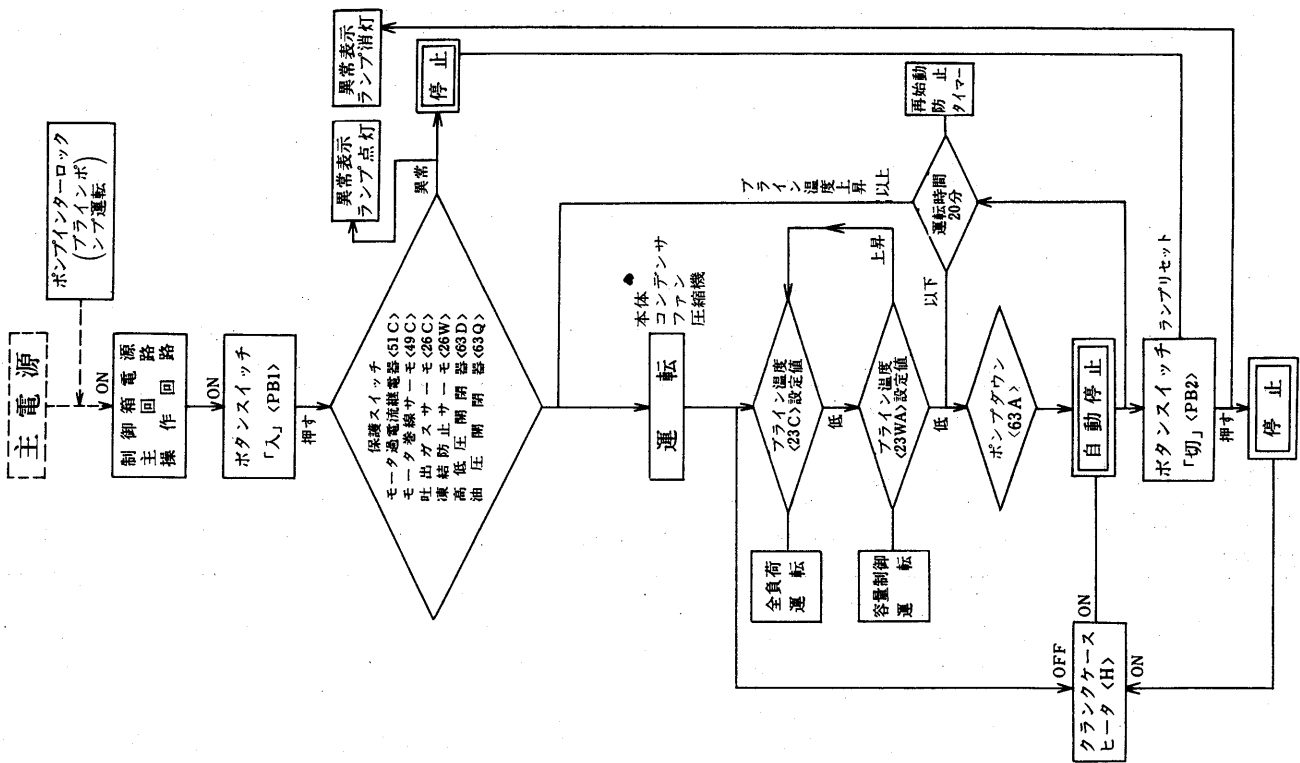 主電源
ポンプインターロック
(ブラインポンプ運転)
ON
制御箱電源
主回路
操作回路
ON
ボタンスイッチ
「入」<PB1>
押す
保護スイッチ
モータ過電流継電器<51C>
モータ巻線サーモ<49C>
吐出ガスサーモ<26C>
凍結防止サーモ<26W>
高低圧開閉器<63D>
油圧開閉器<63Q>
異常
異常表示
ランプ点灯
異常表示
ランプ消灯
停止
運転
本体
コンデンサ
ファン
圧縮機
全負荷
運転
ブライン温度
<23C>設定値
低
上昇
容量制御
運転
ブライン温度
<23WA>設定値
低
以下
運転時間
20分
以上
ブライン
温度
上昇
再始動
防止
タイマー
ポンプダウン
<63A>
自動停止
ボタンスイッチ
「切」<PB2>
ランプリセット
押す
停止
OFF
ON
クランクケース
ヒータ<H>
ON